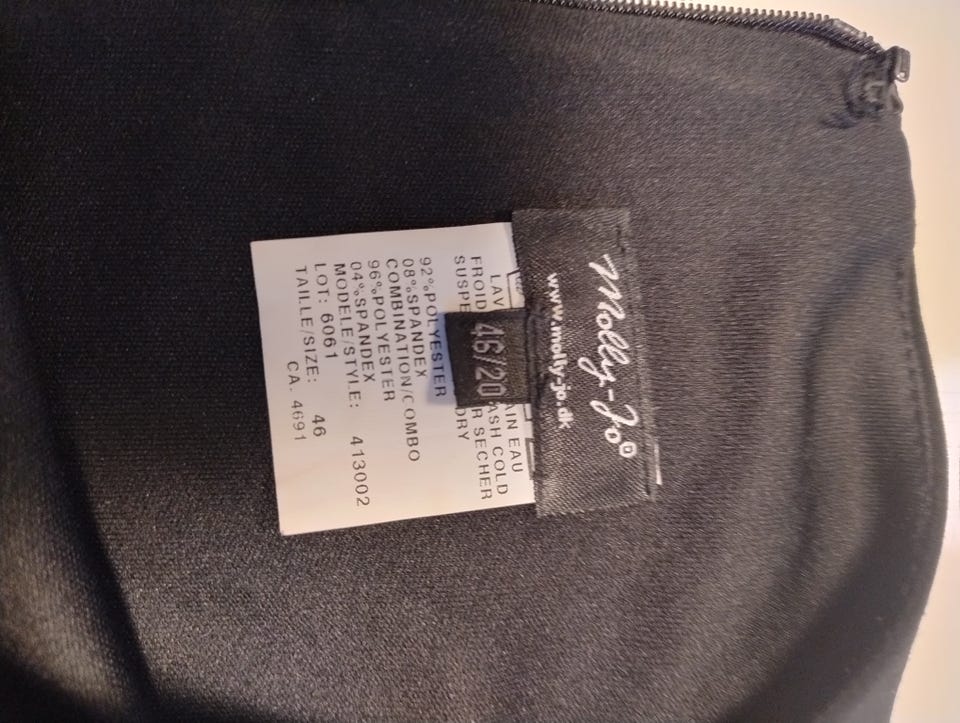 Molly-Jo
www.molly-jo.dk
46/20
LAV AIN EAU
FROID ASH COLD
SUSPE R SECHER
DRY
92%POLYESTER
08%SPANDEX
COMBINATION/COMBO
96%POLYESTER
04%SPANDEX
MODELE/STYLE: 413002
LOT: 6061
TAILLE/SIZE: 46
CA. 4691